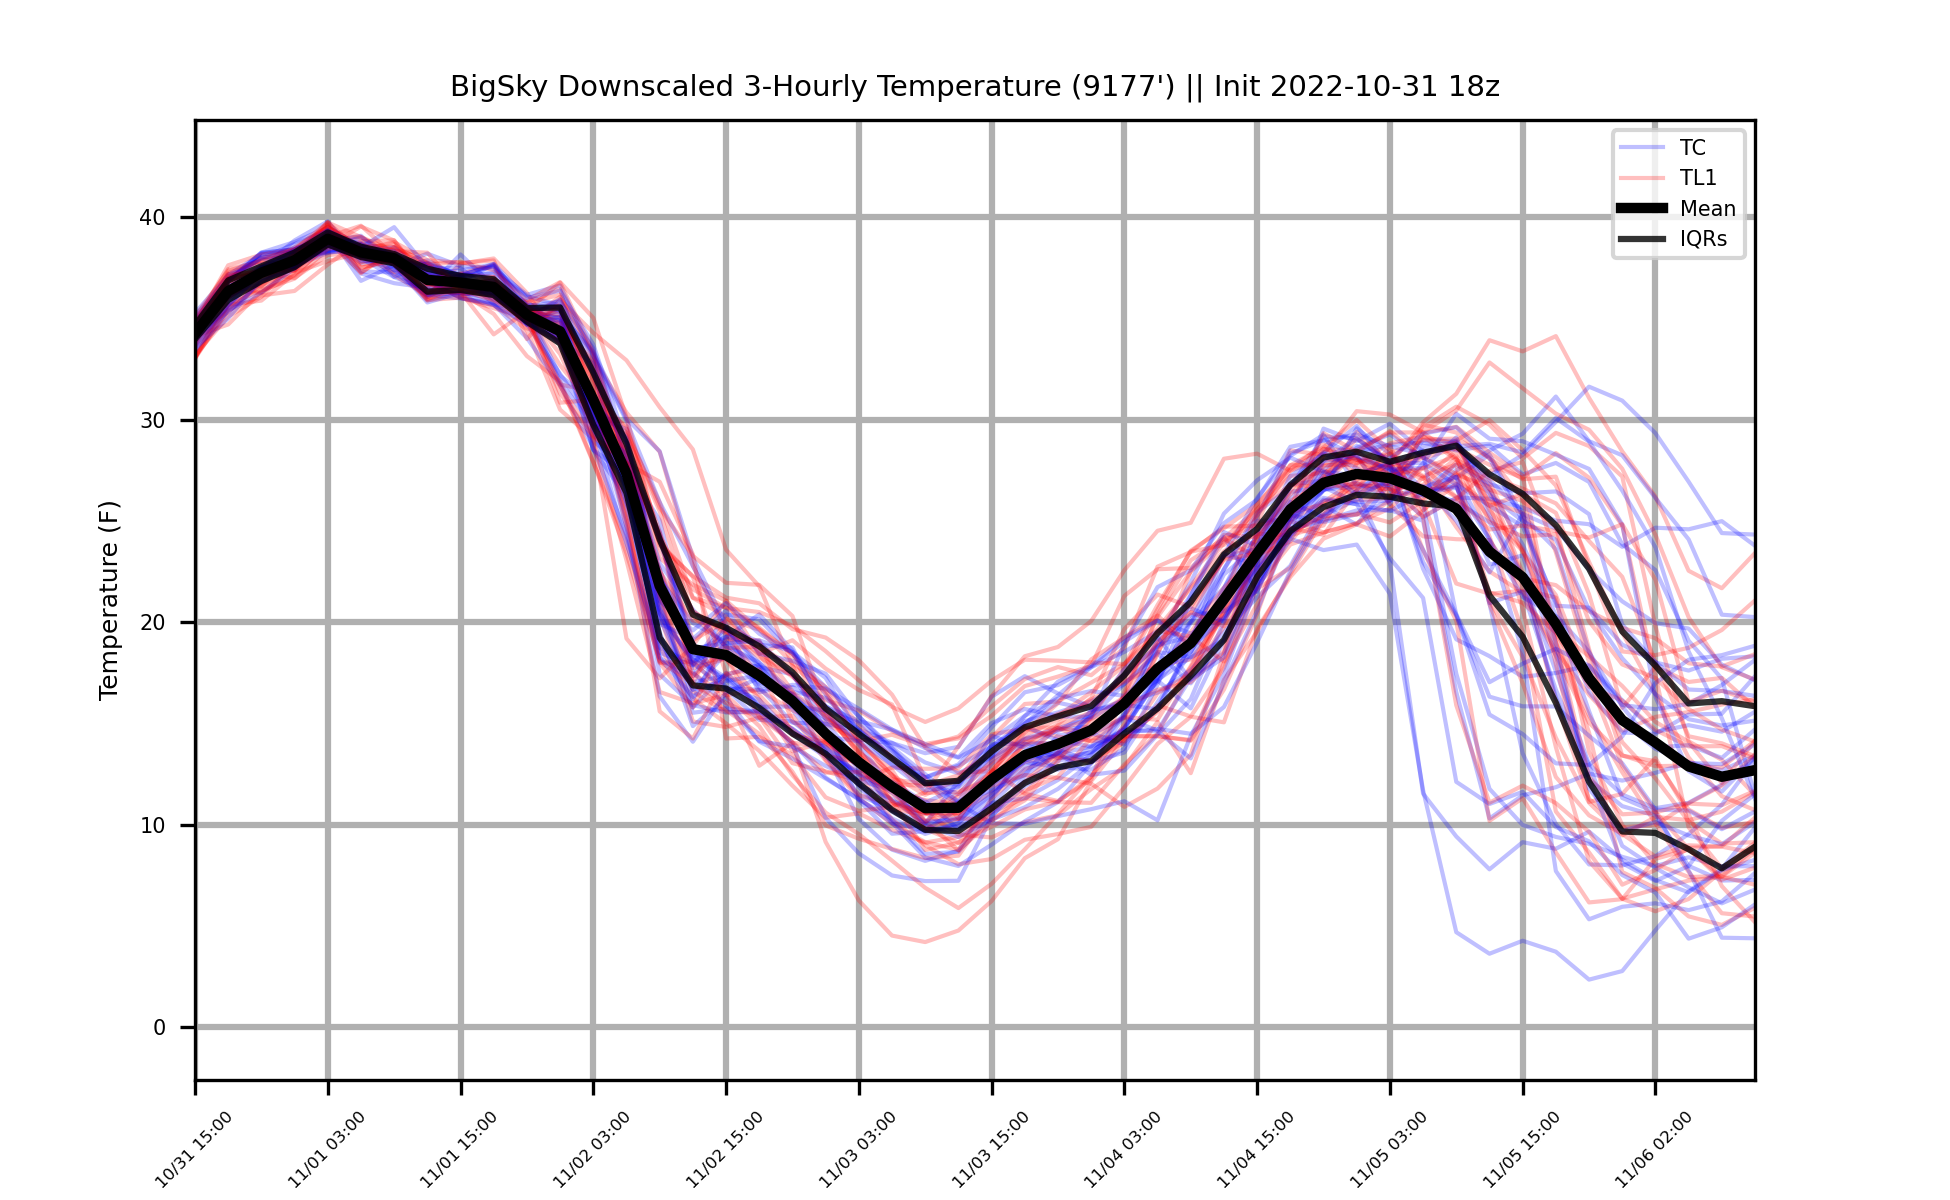 BigSky Downscaled 3-Hourly Temperature (9177') || Init 2022-10-31 18z
TC
TL1
Mean
IQRs
Temperature (F)
40
30
20
10
0
10/31 15:00
11/01 03:00
11/01 15:00
11/02 03:00
11/02 15:00
11/03 03:00
11/03 15:00
11/04 03:00
11/04 15:00
11/05 03:00
11/05 15:00
11/06 02:00